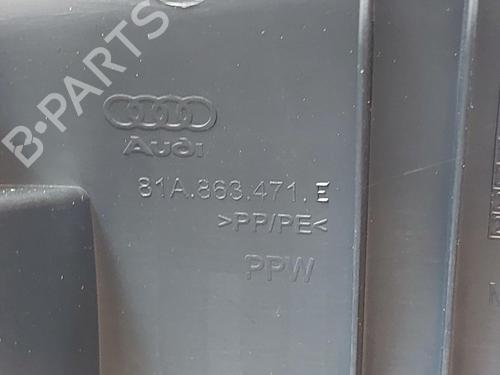 B-PARTS
Audi
81A.863.471.E
>PP/PE<
PPW